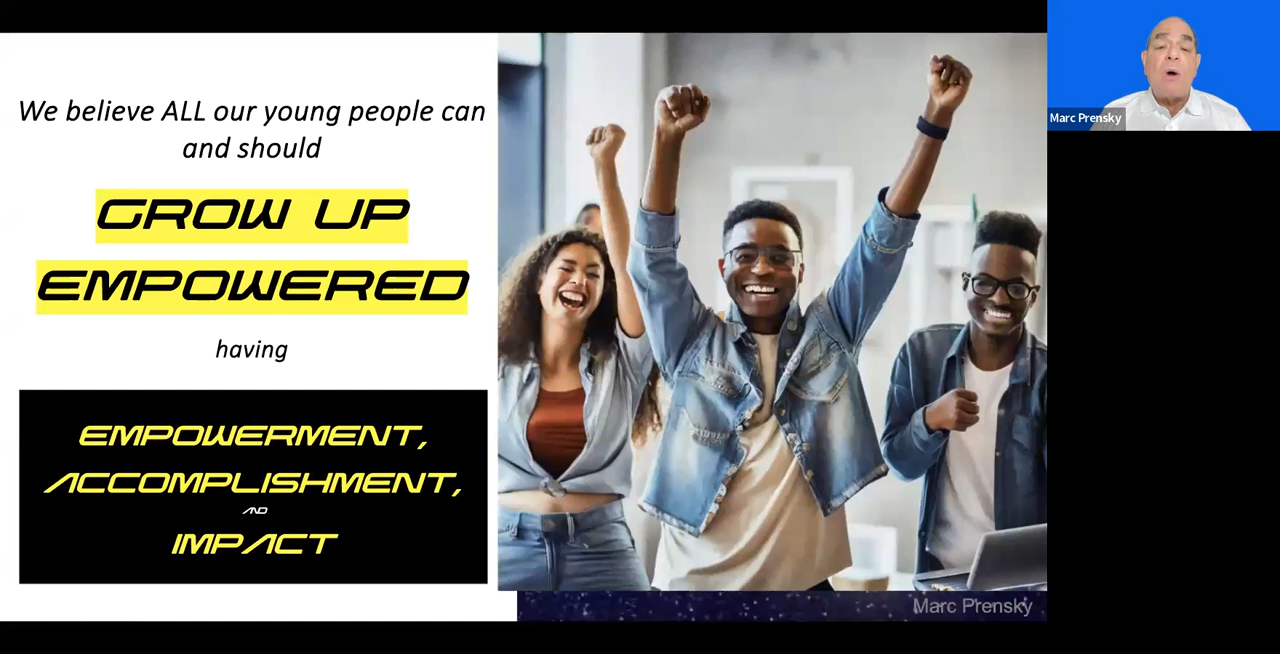 We believe ALL our young people can
and should
GROW UP
EMPOWERED
having
EMPOWERMENT,
ACCOMPLISHMENT,
AND
IMPACT
Marc Prensky
Marc Prensky